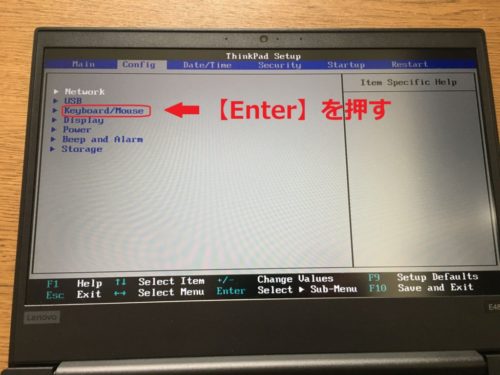 ThinkPad Setup
Main Config Date/Time Security Startup Restart
Item Specific Help
▶ Network
▶ USB
▶ Keyboard/Mouse
【Enter】を押す
▶ Display
▶ Power
▶ Beep and Alarm
▶ Storage
F1 Help ↑↓ Select Item +/- Change Values F9 Setup Defaults
Esc Exit ←→ Select Menu Enter Select ▶ Sub-Menu F10 Save and Exit
Lenovo